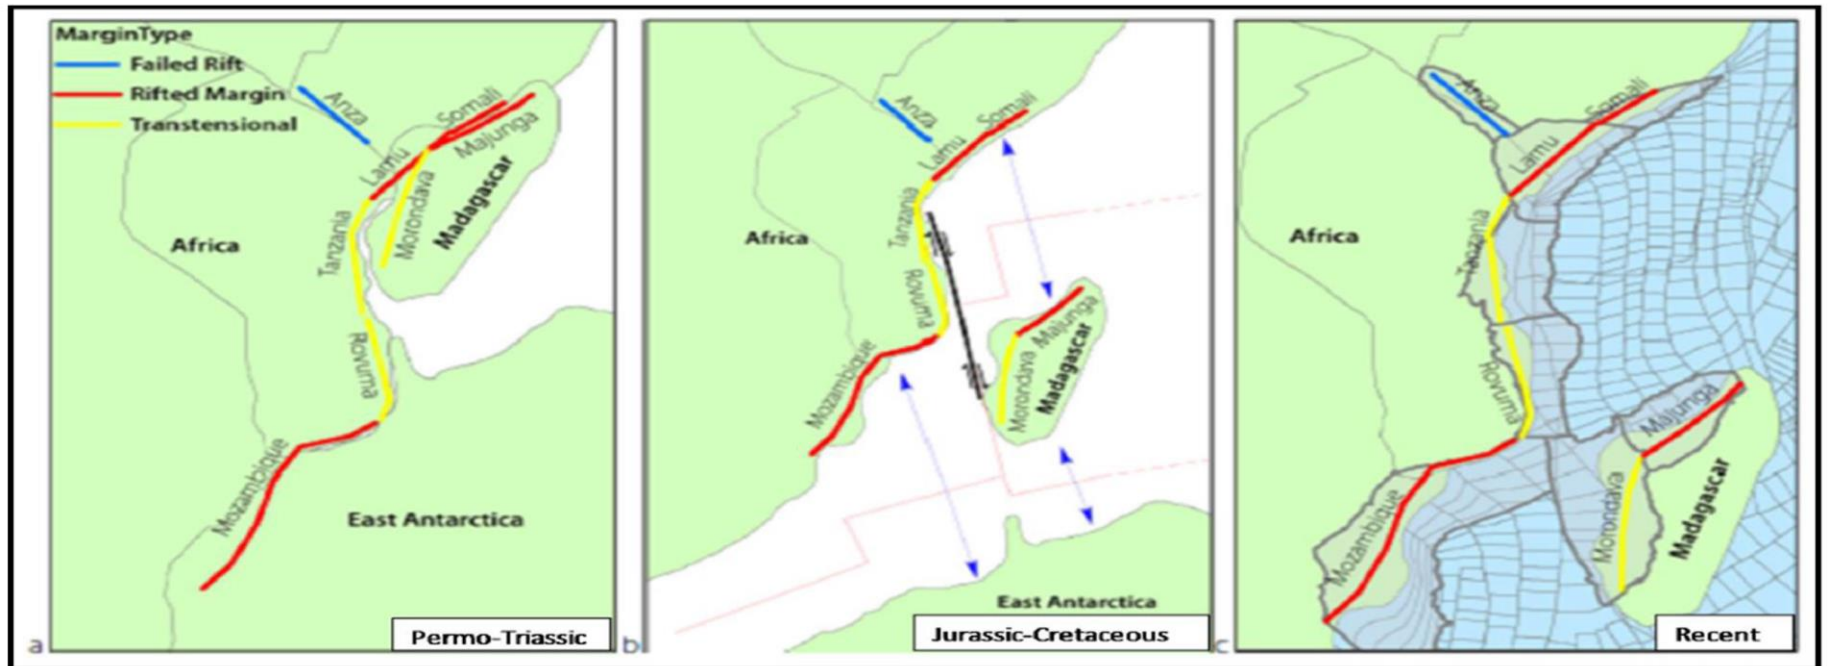 MarginType
Failed Rift
Rifted Margin
Transtensional
Anza
Somali
Majunga
Lamu
Morondava
Madagascar
Tanzania
Africa
Rovuma
Mozambique
East Antarctica
a
Permo-Triassic
Anza
Somali
Lamu
Tanzania
Africa
Rovuma
Majunga
Mozambique
Morondava
Madagascar
East Antarctica
b
Jurassic-Cretaceous
Anza
Somali
Lamu
Tanzania
Africa
Rovuma
Majunga
Mozambique
Morondava
Madagascar
c
Recent